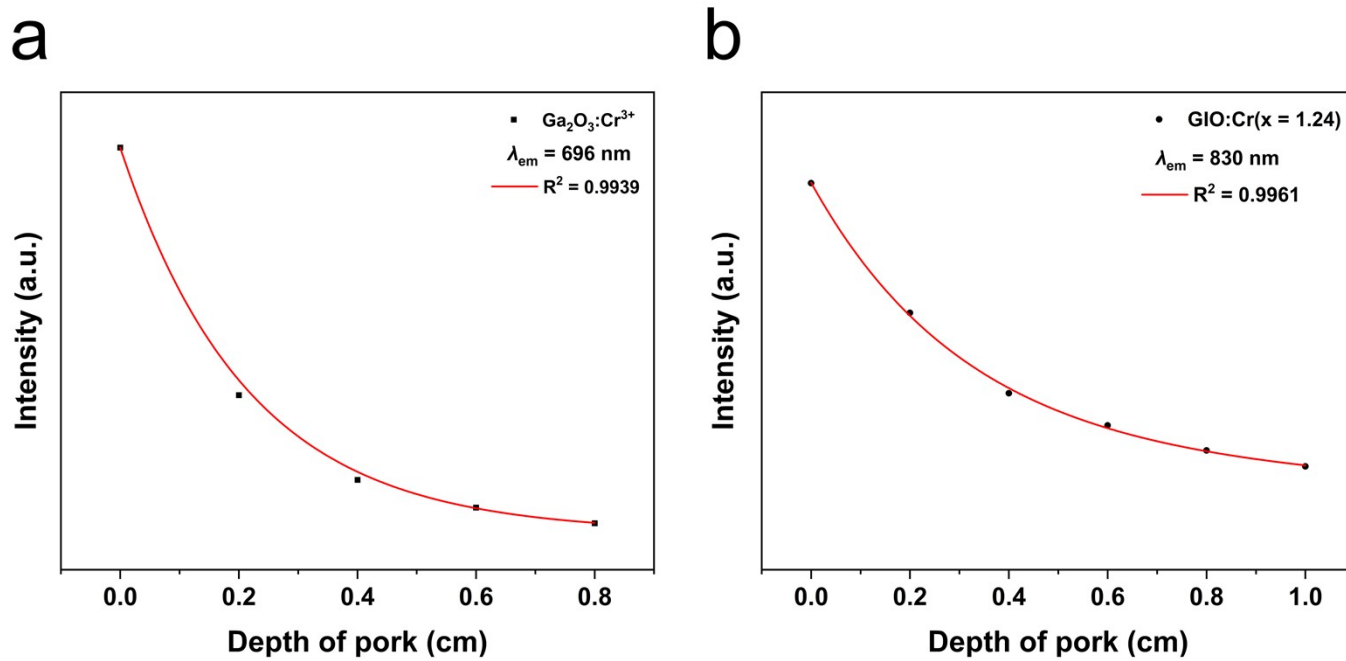 a
Ga₂O₃:Cr³⁺
λem = 696 nm
R² = 0.9939
Intensity (a.u.)
0.0 0.2 0.4 0.6 0.8
Depth of pork (cm)
b
GIO:Cr(x = 1.24)
λem = 830 nm
R² = 0.9961
Intensity (a.u.)
0.0 0.2 0.4 0.6 0.8 1.0
Depth of pork (cm)